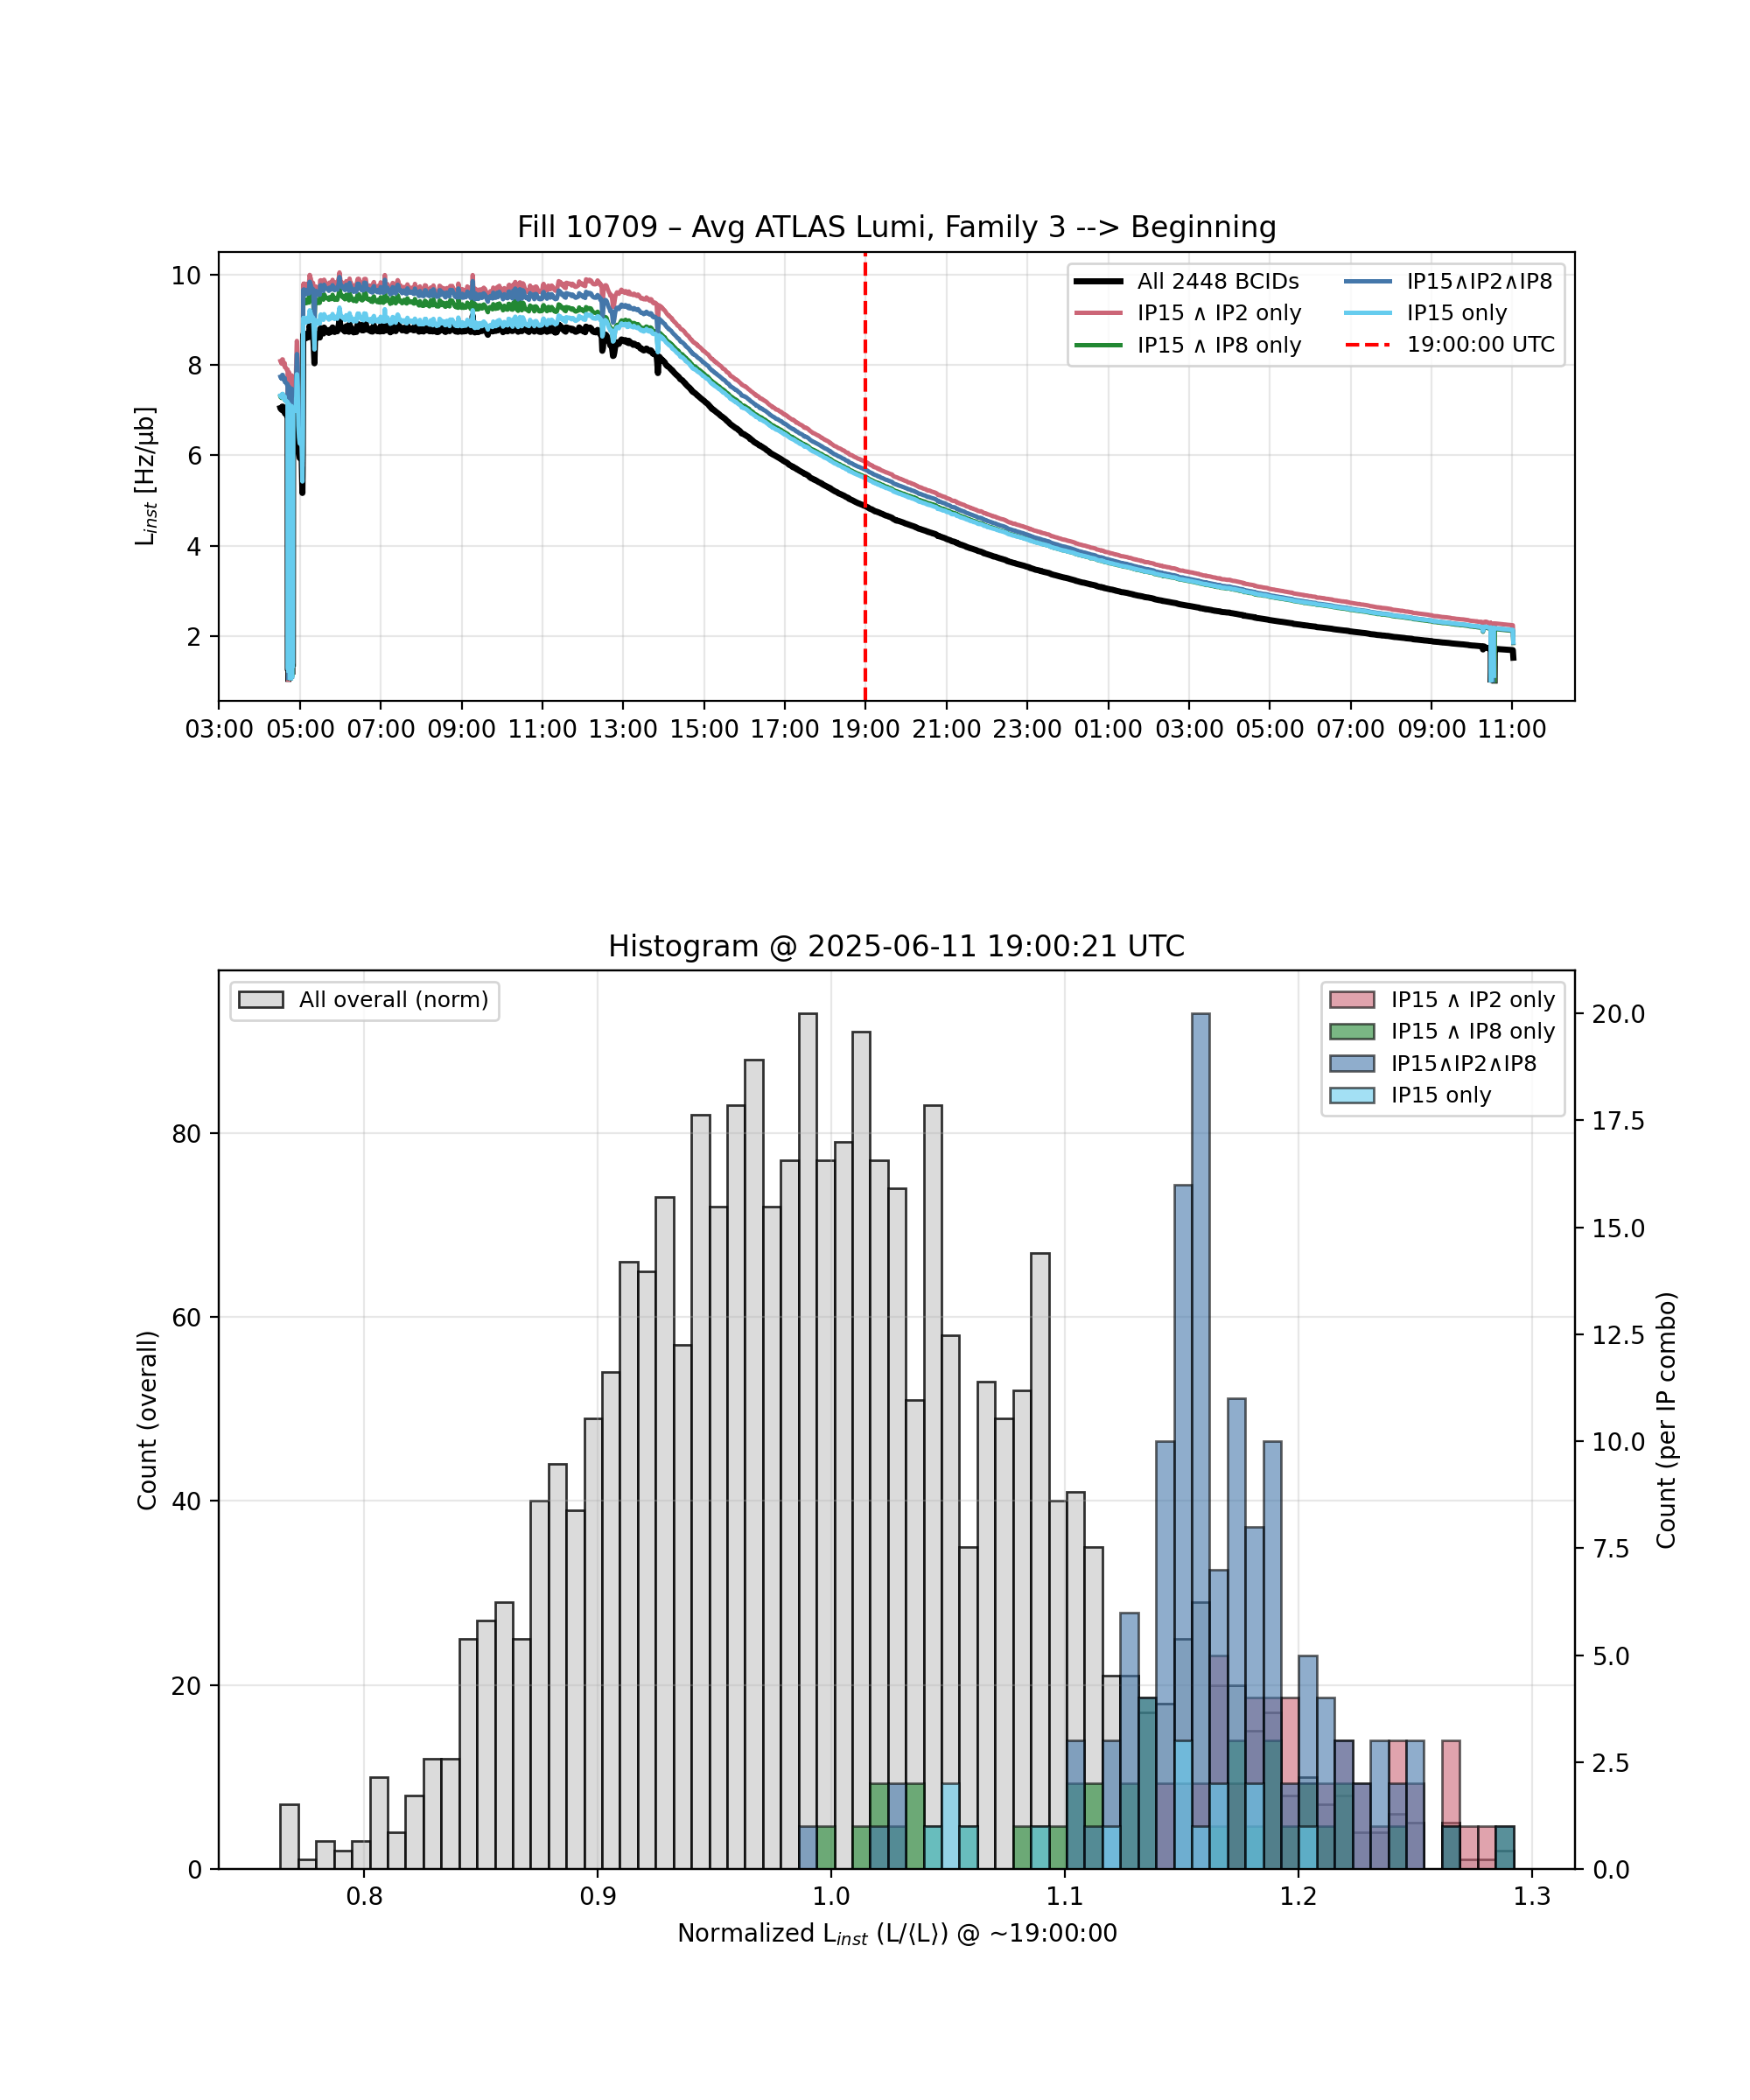 Fill 10709 – Avg ATLAS Lumi, Family 3 --> Beginning
L_inst [Hz/μb]
10
8
6
4
2
All 2448 BCIDs
IP15 ∧ IP2 only
IP15 ∧ IP8 only
IP15∧IP2∧IP8
IP15 only
19:00:00 UTC
03:00 05:00 07:00 09:00 11:00 13:00 15:00 17:00 19:00 21:00 23:00 01:00 03:00 05:00 07:00 09:00 11:00
Histogram @ 2025-06-11 19:00:21 UTC
Count (overall)
80
60
40
20
0
All overall (norm)
IP15 ∧ IP2 only
IP15 ∧ IP8 only
IP15∧IP2∧IP8
IP15 only
20.0
17.5
15.0
12.5
10.0
7.5
5.0
2.5
0.0
Count (per IP combo)
0.8 0.9 1.0 1.1 1.2 1.3
Normalized L_inst (L/⟨L⟩) @ ~19:00:00